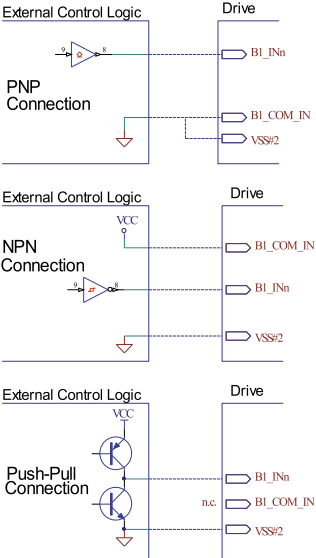 External Control Logic
Drive
9
8
B1_INn
PNP
Connection
B1_COM_IN
VSS#2
External Control Logic
Drive
VCC
NPN
Connection
B1_COM_IN
9
8
B1_INn
VSS#2
External Control Logic
Drive
VCC
Push-Pull
Connection
B1_INn
n.c.
B1_COM_IN
VSS#2